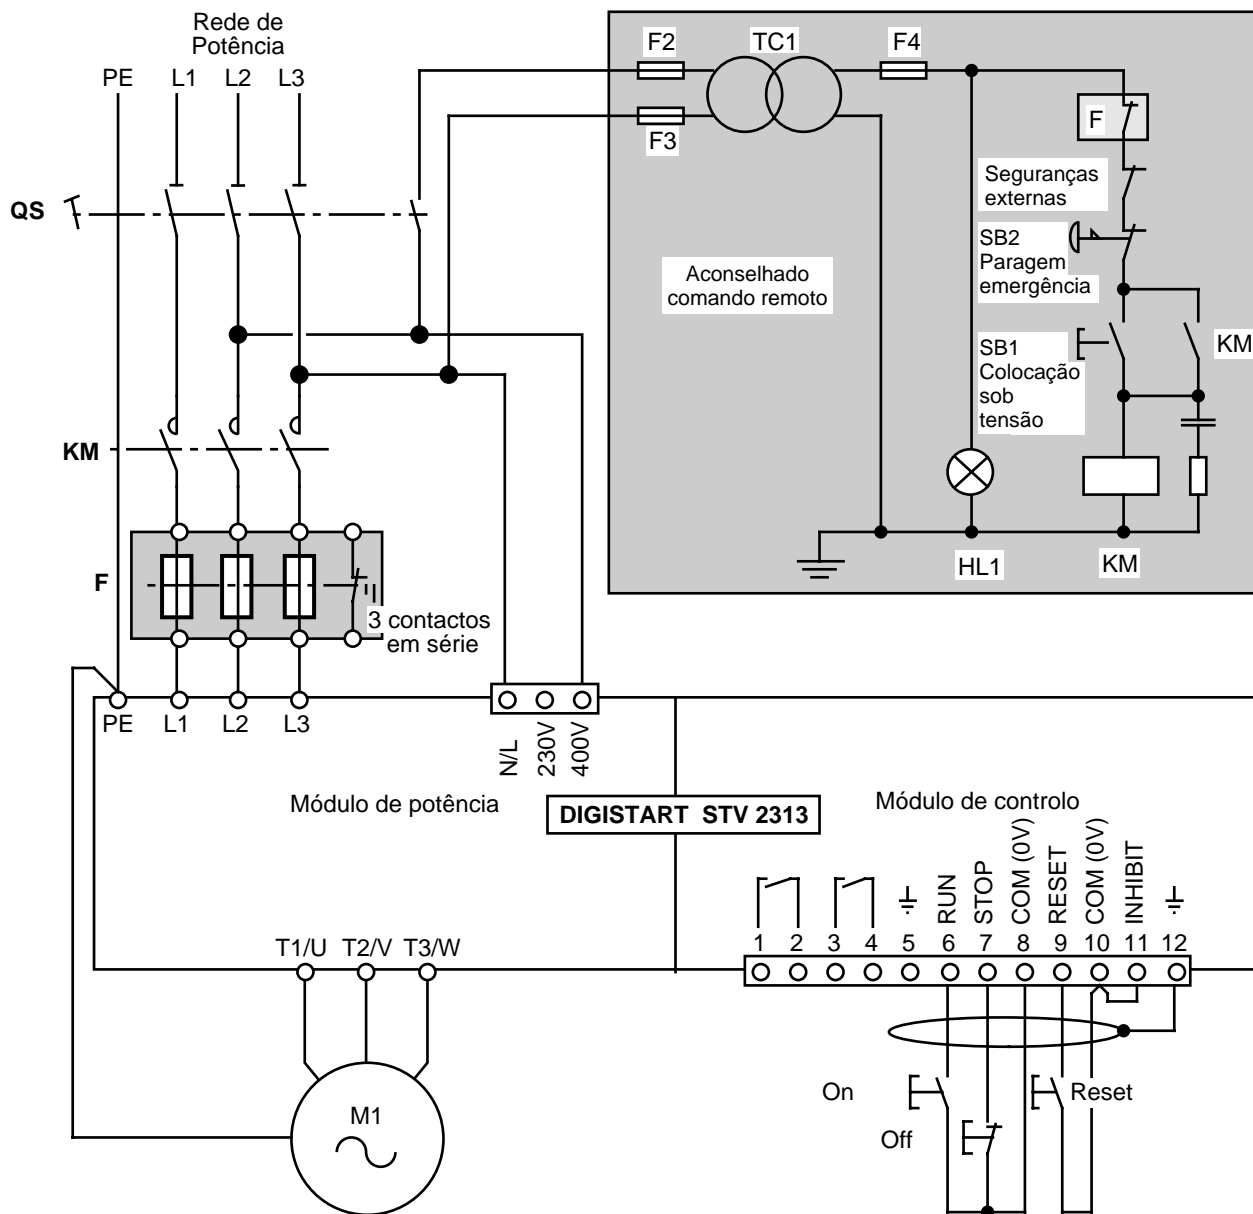 Rede de
Potência
PE L1 L2 L3
F2 TC1 F4
F3
F
QS
Seguranças
externas
SB2
Paragem
emergência
Aconselhado
comando remoto
SB1
Colocação
sob
tensão
KM
KM
HL1 KM
F
3 contactos
em série
PE L1 L2 L3
N/L
230V
400V
Módulo de potência
DIGISTART STV 2313
Módulo de controlo
RUN
STOP
COM (0V)
RESET
COM (0V)
INHIBIT
1 2 3 4 5 6 7 8 9 10 11 12
T1/U T2/V T3/W
M1
On
Reset
Off